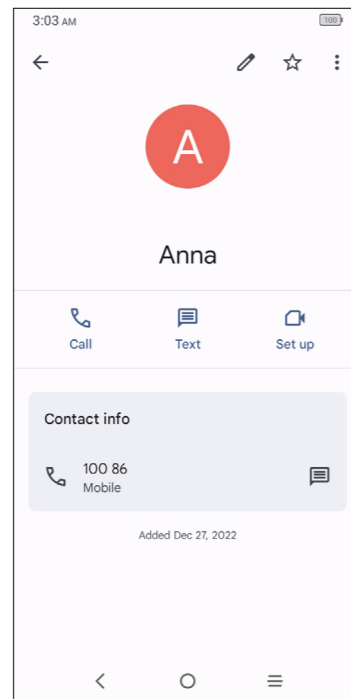 3:03 AM
100
A
Anna
Call
Text
Set up
Contact info
100 86
Mobile
Added Dec 27, 2022